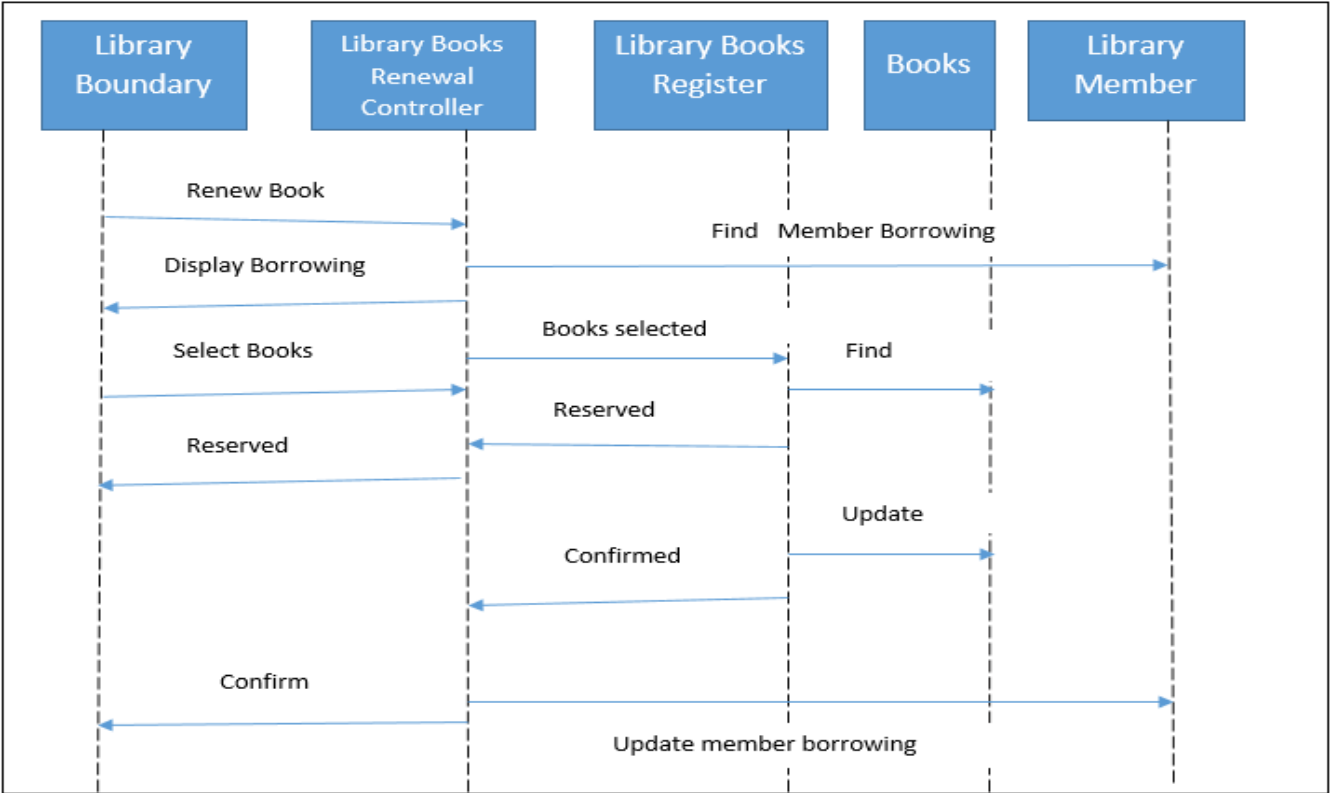 Library
Boundary
Library Books
Renewal
Controller
Library Books
Register
Books
Library
Member
Renew Book
Find Member Borrowing
Display Borrowing
Books selected
Select Books
Find
Reserved
Reserved
Update
Confirmed
Confirm
Update member borrowing